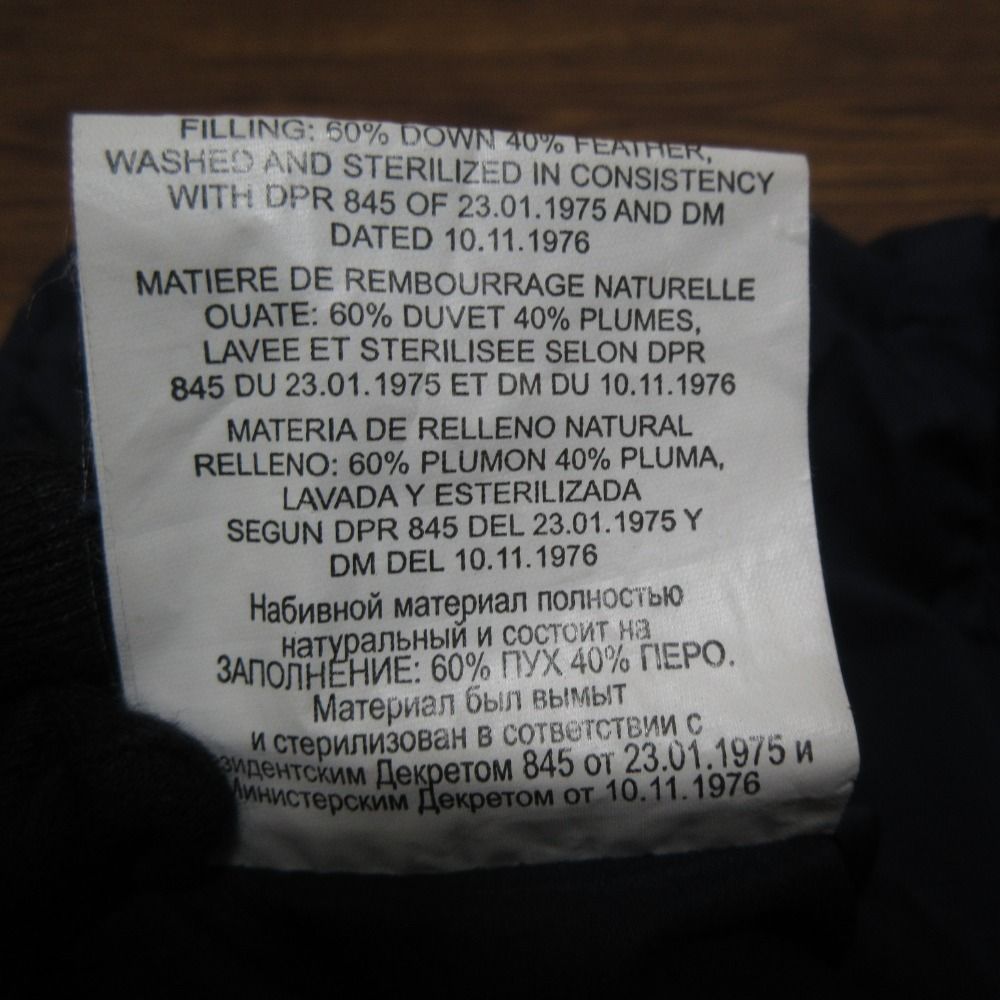 FILLING: 60% DOWN 40% FEATHER,
WASHED AND STERILIZED IN CONSISTENCY
WITH DPR 845 OF 23.01.1975 AND DM
DATED 10.11.1976
MATIERE DE REMBOURRAGE NATURELLE
OUATE: 60% DUVET 40% PLUMES,
LAVEE ET STERILISEE SELON DPR
845 DU 23.01.1975 ET DM DU 10.11.1976
MATERIA DE RELLENO NATURAL
RELLENO: 60% PLUMON 40% PLUMA,
LAVADA Y ESTERILIZADA
SEGUN DPR 845 DEL 23.01.1975 Y
DM DEL 10.11.1976
Набивной материал полностью
натуральный и состоит на
ЗАПОЛНЕНИЕ: 60% ПУХ 40% ПЕРО.
Материал был вымыт
и стерилизован в сответствии с
Декретом 845 от 23.01.1975 и
Министерским Декретом от 10.11.1976